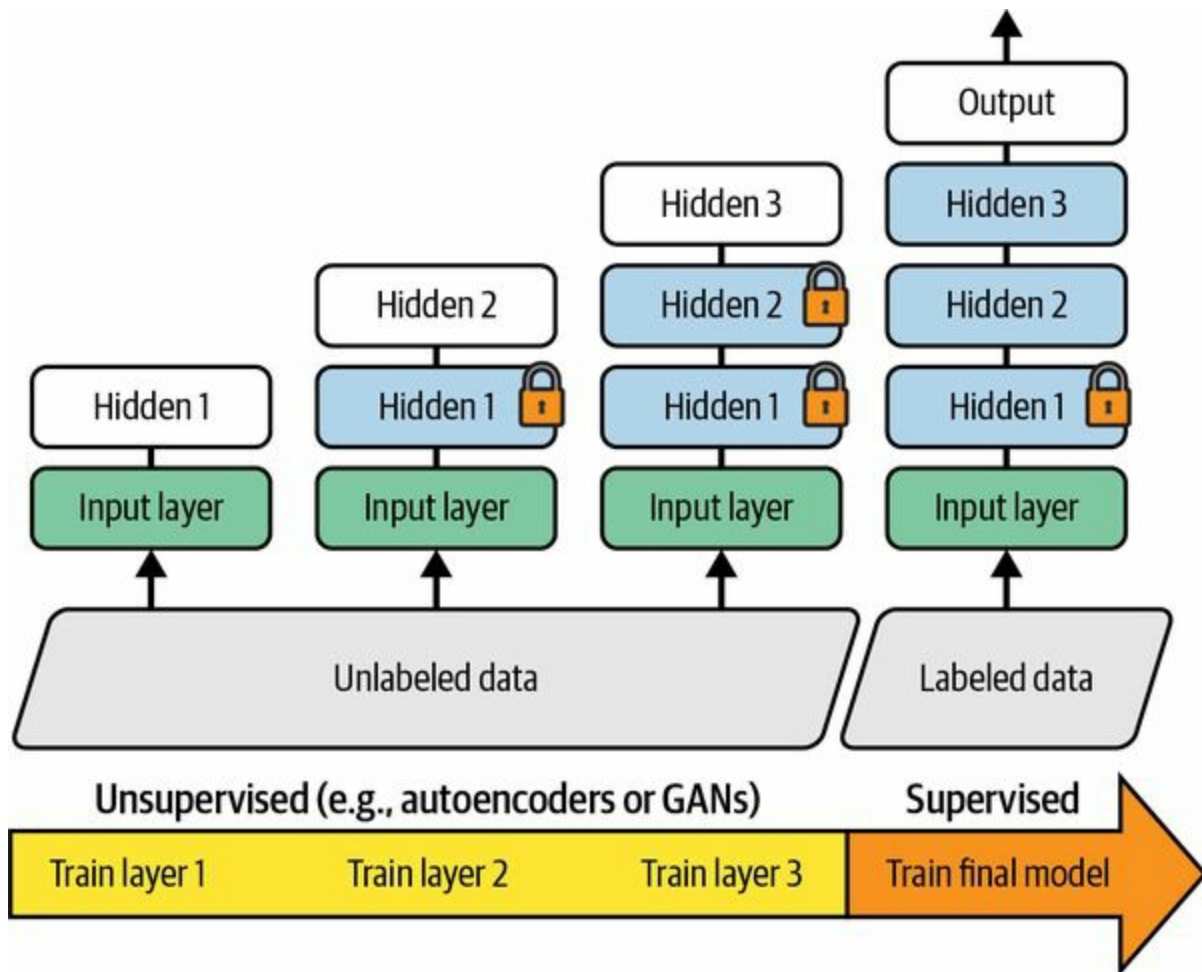 Output
Hidden 3
Hidden 3
Hidden 2
Hidden 2
Hidden 2
Hidden 1
Hidden 1
Hidden 1
Hidden 1
Input layer
Input layer
Input layer
Input layer
Unlabeled data
Labeled data
Unsupervised (e.g., autoencoders or GANs)
Supervised
Train layer 1
Train layer 2
Train layer 3
Train final model